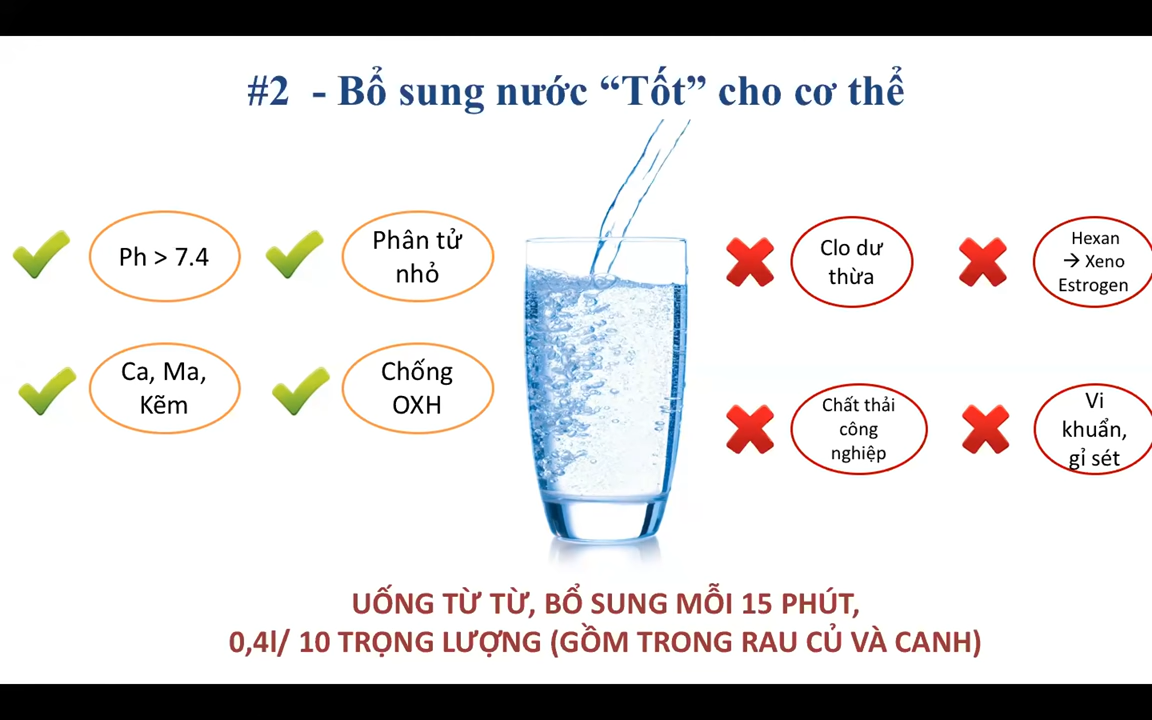 #2 - Bổ sung nước “Tốt” cho cơ thể
Ph > 7.4
Phân tử
nhỏ
Ca, Ma,
Kẽm
Chống
OXH
Clo dư
thừa
Hexan
→ Xeno
Estrogen
Chất thải
công
nghiệp
Vi
khuẩn,
gỉ sét
UỐNG TỪ TỪ, BỔ SUNG MỖI 15 PHÚT,
0,4l/ 10 TRỌNG LƯỢNG (GỒM TRONG RAU CỦ VÀ CANH)